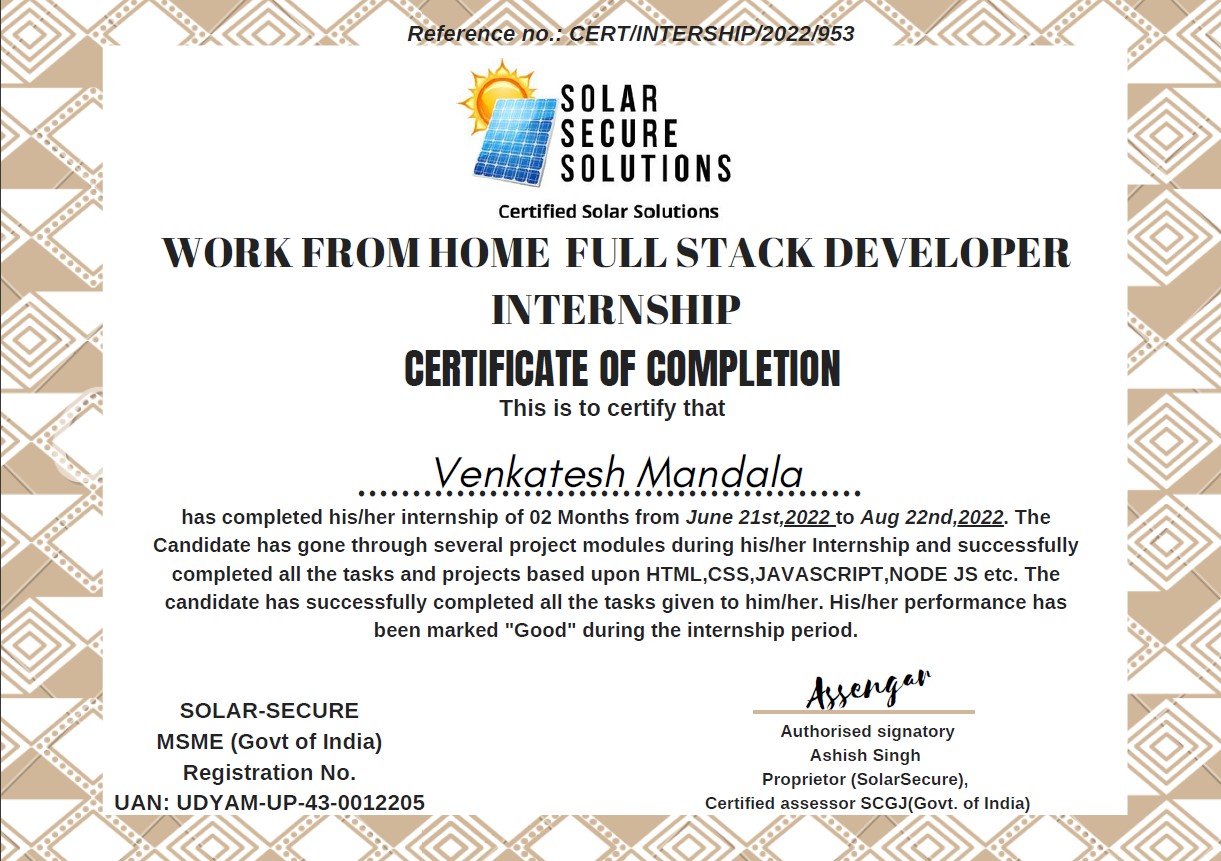 Reference no.: CERT/INTERSHIP/2022/953
SOLAR
SECURE
SOLUTIONS
Certified Solar Solutions
WORK FROM HOME FULL STACK DEVELOPER
INTERNSHIP
CERTIFICATE OF COMPLETION
This is to certify that
Venkatesh Mandala
has completed his/her internship of 02 Months from June 21st,2022 to Aug 22nd,2022. The
Candidate has gone through several project modules during his/her Internship and successfully
completed all the tasks and projects based upon HTML,CSS,JAVASCRIPT,NODE JS etc. The
candidate has successfully completed all the tasks given to him/her. His/her performance has
been marked "Good" during the internship period.
SOLAR-SECURE
MSME (Govt of India)
Registration No.
UAN: UDYAM-UP-43-0012205
Assengar
Authorised signatory
Ashish Singh
Proprietor (SolarSecure),
Certified assessor SCGJ(Govt. of India)